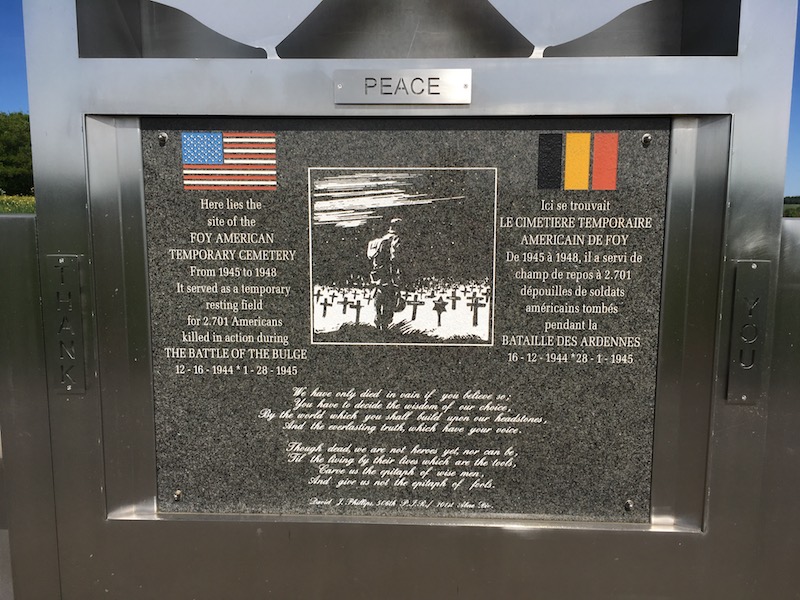 PEACE
THANK
Here lies the
site of the
FOY AMERICAN
TEMPORARY CEMETERY
From 1945 to 1948
It served as a temporary
resting field
for 2.701 Americans
killed in action during
THE BATTLE OF THE BULGE
12 - 16 - 1944 * 1 - 28 - 1945
Ici se trouvait
LE CIMETIERE TEMPORAIRE
AMERICAIN DE FOY
De 1945 à 1948, il a servi de
champ de repos à 2.701
dépouilles de soldats
américains tombés
pendant la
BATAILLE DES ARDENNES
16 - 12 - 1944 * 28 - 1 - 1945
YOU
We have only died in vain if you believe so;
You have to decide the wisdom of our choice,
By the world which you shall build upon our headstones,
And the everlasting truth, which have your voice.
Though dead, we are not heroes yet, nor can be,
'Til the living by their lives which are the tools,
Carve us the epitaph of wise men,
And give us not the epitaph of fools.
David J. Phillips, 506th P.I.R./ 101st Abne Div.